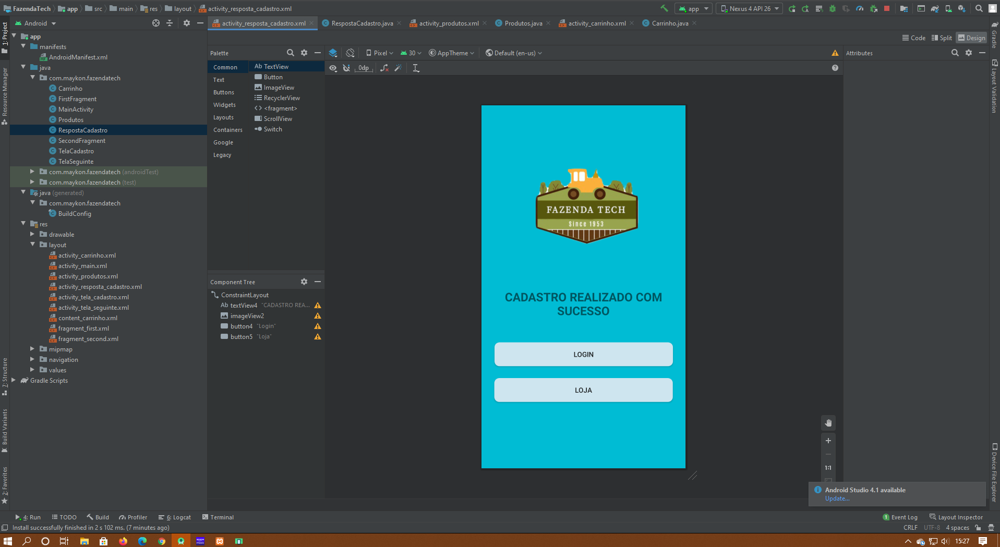 FazendaTech app src main res layout activity_resposta_cadastro.xml
app Nexus 4 API 26
Android
activity_resposta_cadastro.xml RespostaCadastro.java activity_produtos.xml Produtos.java activity_carrinho.xml Carrinho.java
Code Split Design
1: Project
Resource Manager
7: Structure
Build Variants
2: Favorites
app
manifests
AndroidManifest.xml
java
com.maykon.fazendatech
Carrinho
FirstFragment
MainActivity
Produtos
RespostaCadastro
SecondFragment
TelaCadastro
TelaSeguinte
com.maykon.fazendatech (androidTest)
com.maykon.fazendatech (test)
java (generated)
com.maykon.fazendatech
BuildConfig
res
drawable
layout
activity_carrinho.xml
activity_main.xml
activity_produtos.xml
activity_resposta_cadastro.xml
activity_tela_cadastro.xml
activity_tela_seguinte.xml
content_carrinho.xml
fragment_first.xml
fragment_second.xml
mipmap
navigation
values
Gradle Scripts
Palette
Common
Text
Buttons
Widgets
Layouts
Containers
Google
Legacy
Ab TextView
Button
ImageView
RecyclerView
<fragment>
ScrollView
Switch
Component Tree
ConstraintLayout
Ab textView4 "CADASTRO REA...
imageView2
button4 "Login"
button5 "Loja"
Pixel 30 AppTheme Default (en-us)
0dp
FAZENDA TECH
Since 1953
CADASTRO REALIZADO COM
SUCESSO
LOGIN
LOJA
1:1
Attributes
Gradle
Layout Validation
Device File Explorer
Android Studio 4.1 available
Update...
4: Run TODO Build Profiler 6: Logcat Terminal
1 Event Log Layout Inspector
Install successfully finished in 2 s 102 ms. (7 minutes ago)
CRLF UTF-8 4 spaces
amazon music
15:27